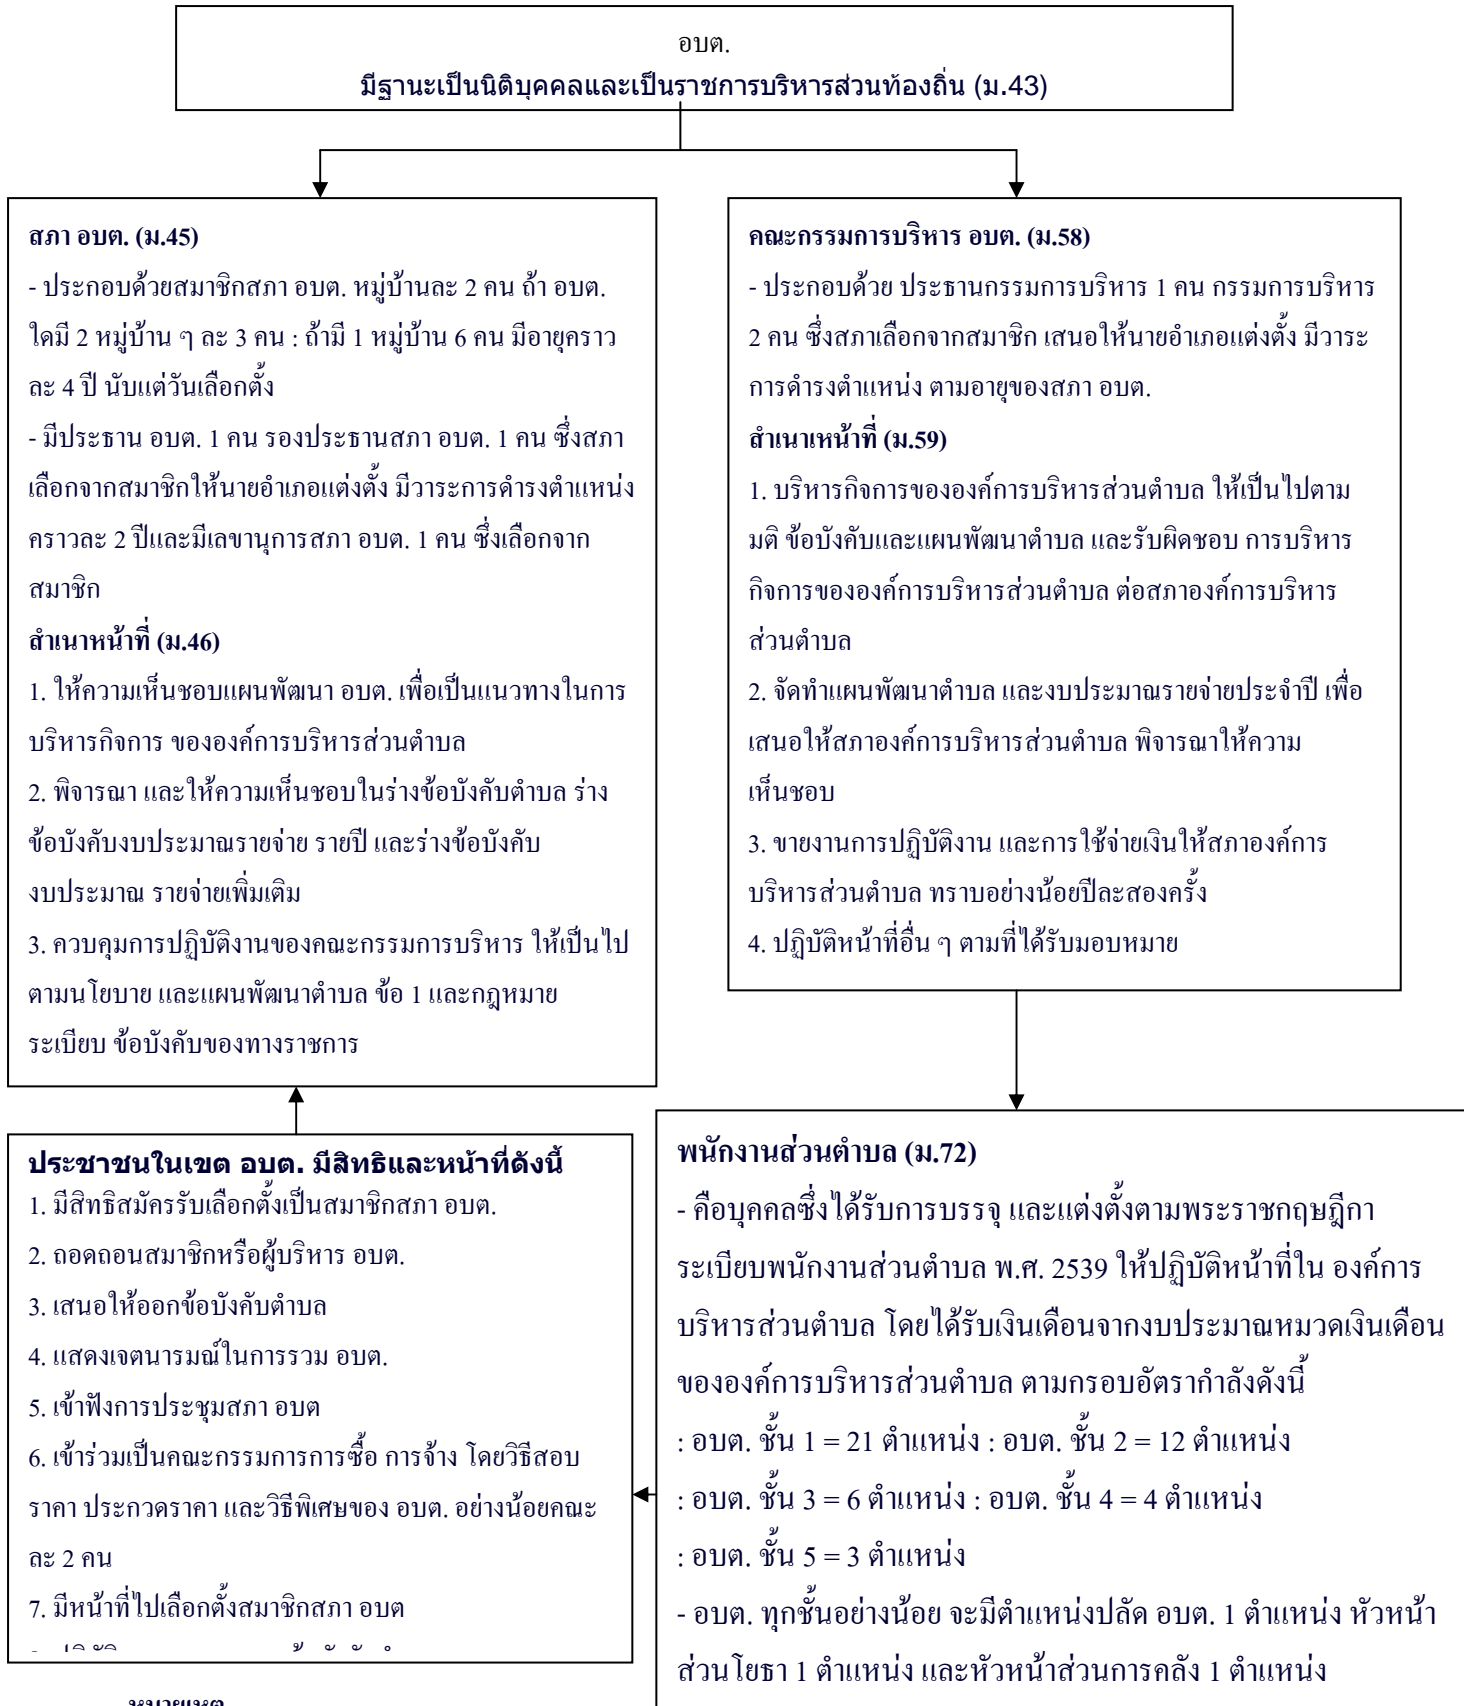 อบต.
มีฐานะเป็นนิติบุคคลและเป็นราชการบริหารส่วนท้องถิ่น (ม.43)
สภา อบต. (ม.45)
- ประกอบด้วยสมาชิกสภา อบต. หมู่บ้านละ 2 คน ถ้า อบต.
ใดมี 2 หมู่บ้าน ๆ ละ 3 คน : ถ้ามี 1 หมู่บ้าน 6 คน มีอายุคราว
ละ 4 ปี นับแต่วันเลือกตั้ง
- มีประธาน อบต. 1 คน รองประธานสภา อบต. 1 คน ซึ่งสภา
เลือกจากสมาชิกให้นายอำเภอแต่งตั้ง มีวาระการดำรงตำแหน่ง
คราวละ 2 ปีและมีเลขานุการสภา อบต. 1 คน ซึ่งเลือกจาก
สมาชิก
สำเนาหน้าที่ (ม.46)
1. ให้ความเห็นชอบแผนพัฒนา อบต. เพื่อเป็นแนวทางในการ
บริหารกิจการ ขององค์การบริหารส่วนตำบล
2. พิจารณา และให้ความเห็นชอบในร่างข้อบังคับตำบล ร่าง
ข้อบังคับงบประมาณรายจ่าย รายปี และร่างข้อบังคับ
งบประมาณ รายจ่ายเพิ่มเติม
3. ควบคุมการปฏิบัติงานของคณะกรรมการบริหาร ให้เป็นไป
ตามนโยบาย และแผนพัฒนาตำบล ข้อ 1 และกฎหมาย
ระเบียบ ข้อบังคับของทางราชการ
คณะกรรมการบริหาร อบต. (ม.58)
- ประกอบด้วย ประธานกรรมการบริหาร 1 คน กรรมการบริหาร
2 คน ซึ่งสภาเลือกจากสมาชิก เสนอให้นายอำเภอแต่งตั้ง มีวาระ
การดำรงตำแหน่ง ตามอายุของสภา อบต.
สำเนาเหน้าที่ (ม.59)
1. บริหารกิจการขององค์การบริหารส่วนตำบล ให้เป็นไปตาม
มติ ข้อบังคับและแผนพัฒนาตำบล และรับผิดชอบ การบริหาร
กิจการขององค์การบริหารส่วนตำบล ต่อสภาองค์การบริหาร
ส่วนตำบล
2. จัดทำแผนพัฒนาตำบล และงบประมาณรายจ่ายประจำปี เพื่อ
เสนอให้สภาองค์การบริหารส่วนตำบล พิจารณาให้ความ
เห็นชอบ
3. ขายงานการปฏิบัติงาน และการใช้จ่ายเงินให้สภาองค์การ
บริหารส่วนตำบล ทราบอย่างน้อยปีละสองครั้ง
4. ปฏิบัติหน้าที่อื่น ๆ ตามที่ได้รับมอบหมาย
ประชาชนในเขต อบต. มีสิทธิและหน้าที่ดังนี้
1. มีสิทธิสมัครรับเลือกตั้งเป็นสมาชิกสภา อบต.
2. ถอดถอนสมาชิกหรือผู้บริหาร อบต.
3. เสนอให้ออกข้อบังคับตำบล
4. แสดงเจตนารมณ์ในการรวม อบต.
5. เข้าฟังการประชุมสภา อบต
6. เข้าร่วมเป็นคณะกรรมการการซื้อ การจ้าง โดยวิธีสอบ
ราคา ประกวดราคา และวิธีพิเศษของ อบต. อย่างน้อยคณะ
ละ 2 คน
7. มีหน้าที่ไปเลือกตั้งสมาชิกสภา อบต
พนักงานส่วนตำบล (ม.72)
- คือบุคคลซึ่งได้รับการบรรจุ และแต่งตั้งตามพระราชกฤษฎีกา
ระเบียบพนักงานส่วนตำบล พ.ศ. 2539 ให้ปฏิบัติหน้าที่ใน องค์การ
บริหารส่วนตำบล โดยได้รับเงินเดือนจากงบประมาณหมวดเงินเดือน
ขององค์การบริหารส่วนตำบล ตามกรอบอัตรากำลังดังนี้
: อบต. ชั้น 1 = 21 ตำแหน่ง : อบต. ชั้น 2 = 12 ตำแหน่ง
: อบต. ชั้น 3 = 6 ตำแหน่ง : อบต. ชั้น 4 = 4 ตำแหน่ง
: อบต. ชั้น 5 = 3 ตำแหน่ง
- อบต. ทุกชั้นอย่างน้อย จะมีตำแหน่งปลัด อบต. 1 ตำแหน่ง หัวหน้า
ส่วนโยธา 1 ตำแหน่ง และหัวหน้าส่วนการคลัง 1 ตำแหน่ง
หมายเหตุ